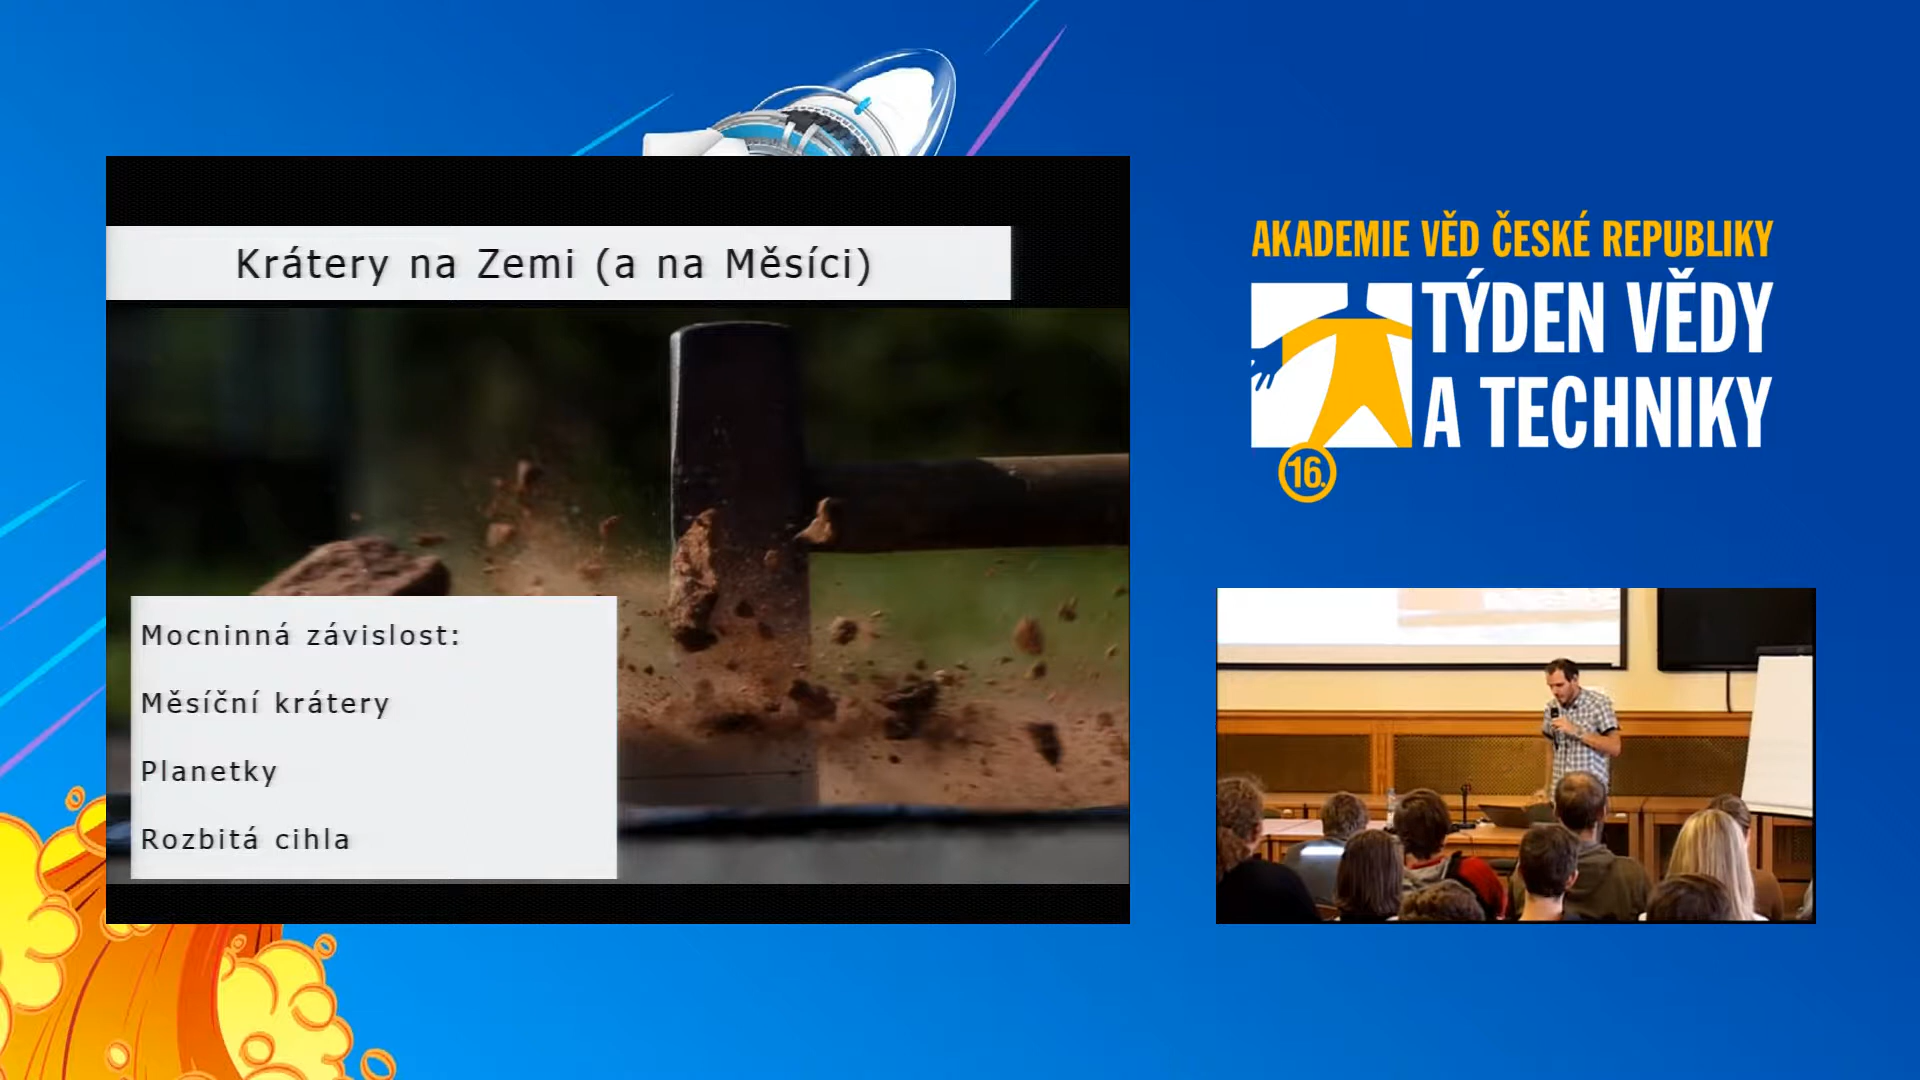 Krátery na Zemi (a na Měsíci)
Mocninná závislost:
Měsíční krátery
Planetky
Rozbitá cihla
AKADEMIE VĚD ČESKÉ REPUBLIKY
TÝDEN VĚDY
A TECHNIKY
16.